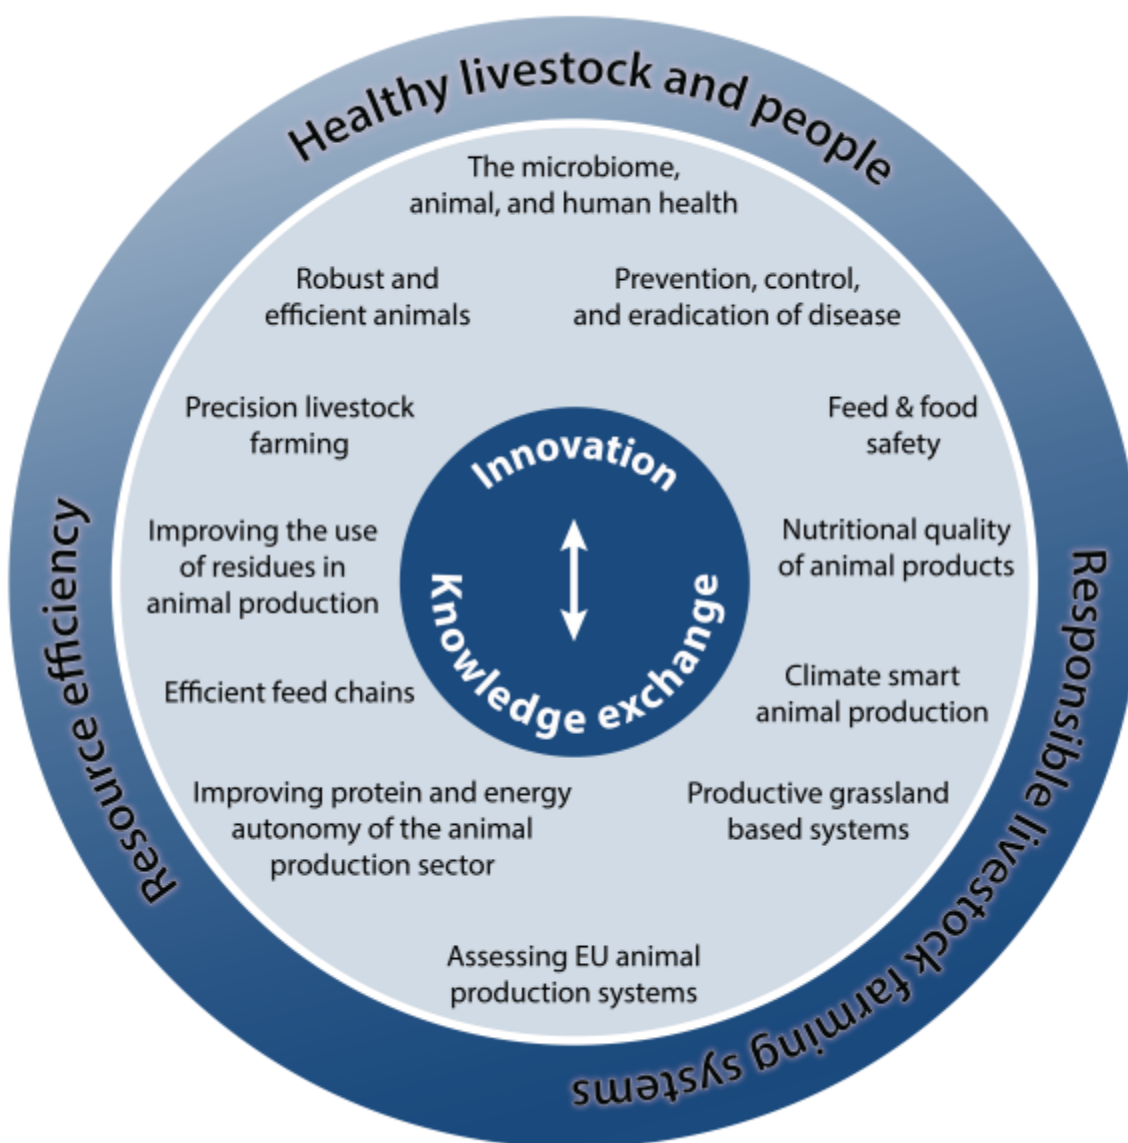 Healthy livestock and people
The microbiome,
animal, and human health
Robust and
efficient animals
Prevention, control,
and eradication of disease
Precision livestock
farming
Feed & food
safety
Innovation
Knowledge exchange
Improving the use
of residues in
animal production
Nutritional quality
of animal products
Efficient feed chains
Climate smart
animal production
Improving protein and energy
autonomy of the animal
production sector
Productive grassland
based systems
Assessing EU animal
production systems
Resource efficiency
Responsible livestock farming systems